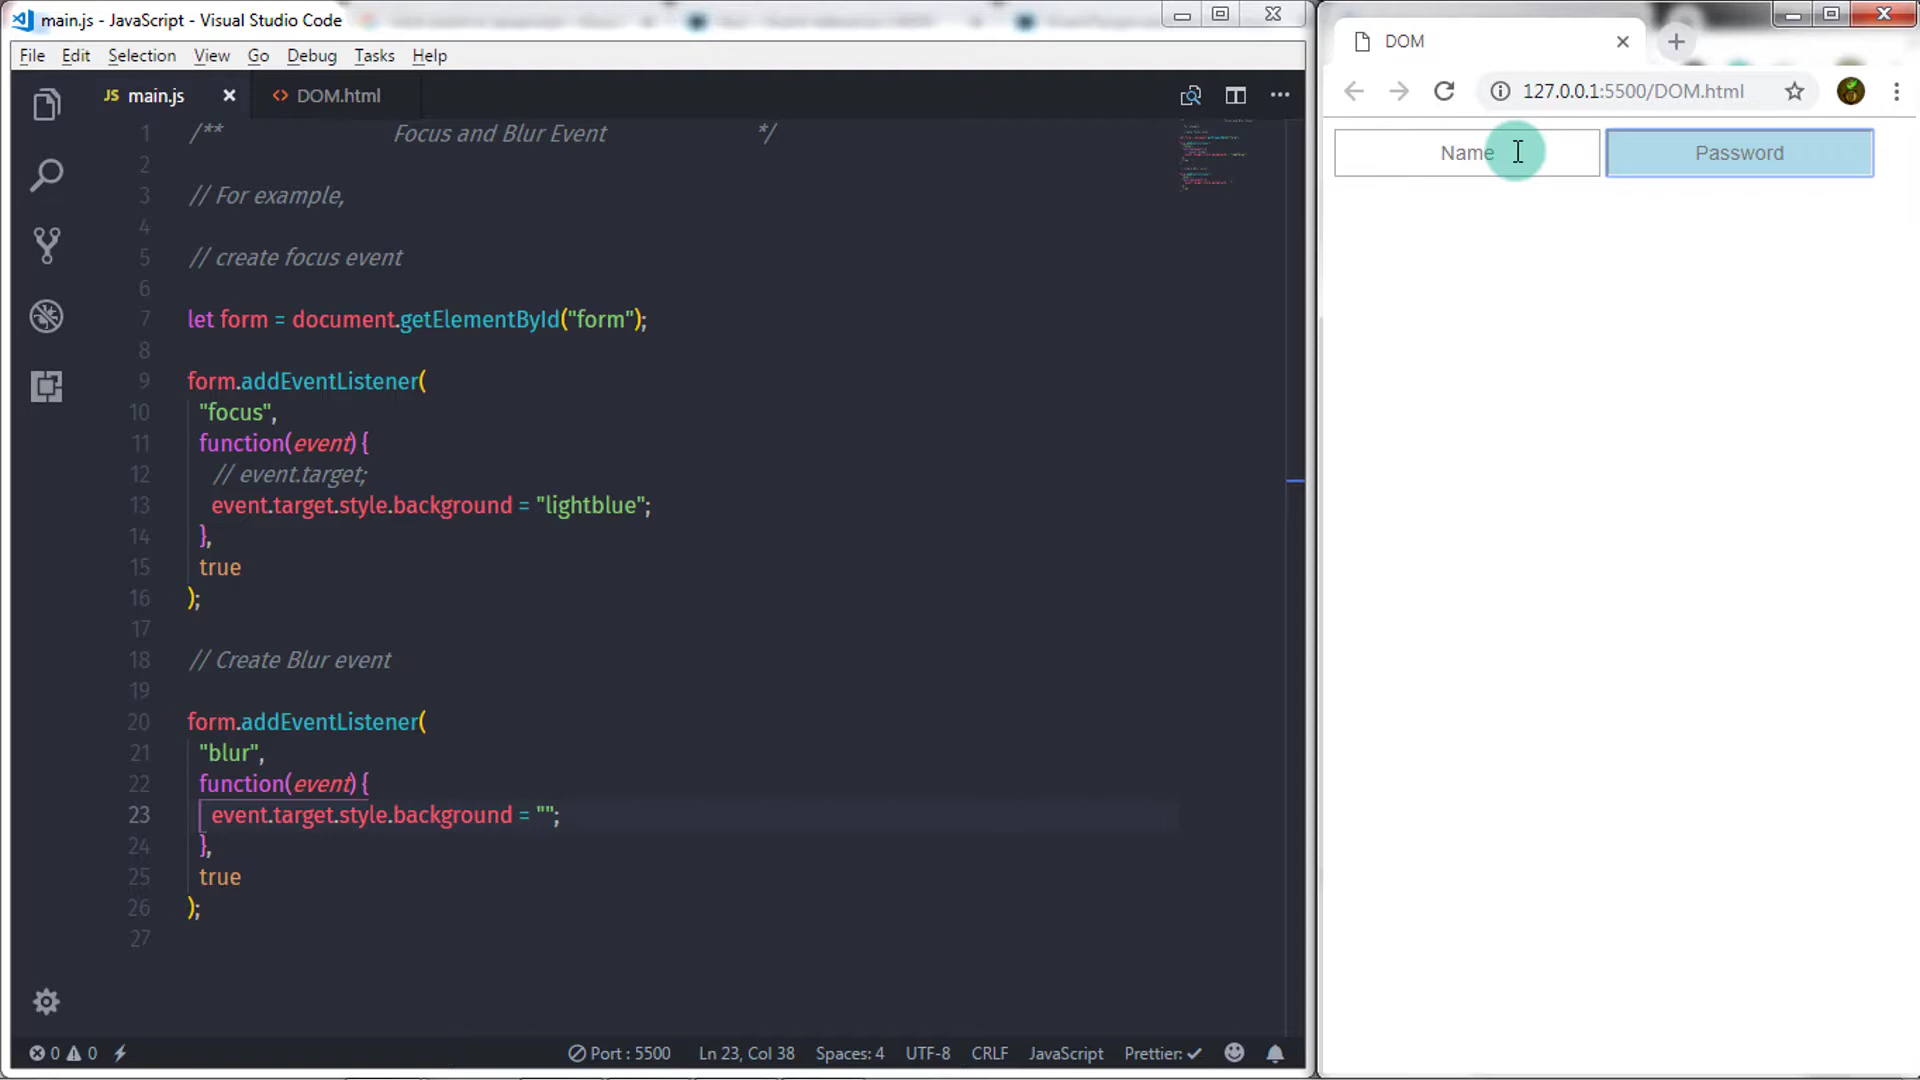 main.js - JavaScript - Visual Studio Code
File Edit Selection View Go Debug Tasks Help
JS main.js
<> DOM.html
1 /** Focus and Blur Event */
2
3 // For example,
4
5 // create focus event
6
7 let form = document.getElementById("form");
8
9 form.addEventListener(
10 "focus",
11 function(event) {
12 // event.target;
13 event.target.style.background = "lightblue";
14 },
15 true
16 );
17
18 // Create Blur event
19
20 form.addEventListener(
21 "blur",
22 function(event) {
23 event.target.style.background = "";
24 },
25 true
26 );
27
0 0
Port : 5500 Ln 23, Col 38 Spaces: 4 UTF-8 CRLF JavaScript Prettier: ✓
DOM
127.0.0.1:5500/DOM.html
Name Password